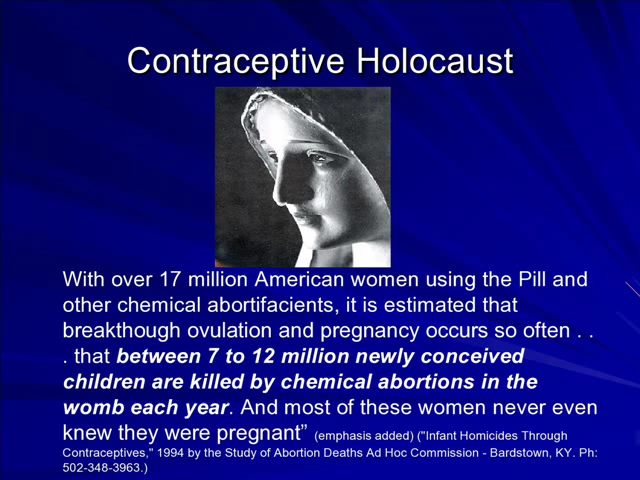 Contraceptive Holocaust
With over 17 million American women using the Pill and
other chemical abortifacients, it is estimated that
breakthough ovulation and pregnancy occurs so often . .
. that between 7 to 12 million newly conceived
children are killed by chemical abortions in the
womb each year. And most of these women never even
knew they were pregnant” (emphasis added) ("Infant Homicides Through
Contraceptives," 1994 by the Study of Abortion Deaths Ad Hoc Commission - Bardstown, KY. Ph:
502-348-3963.)